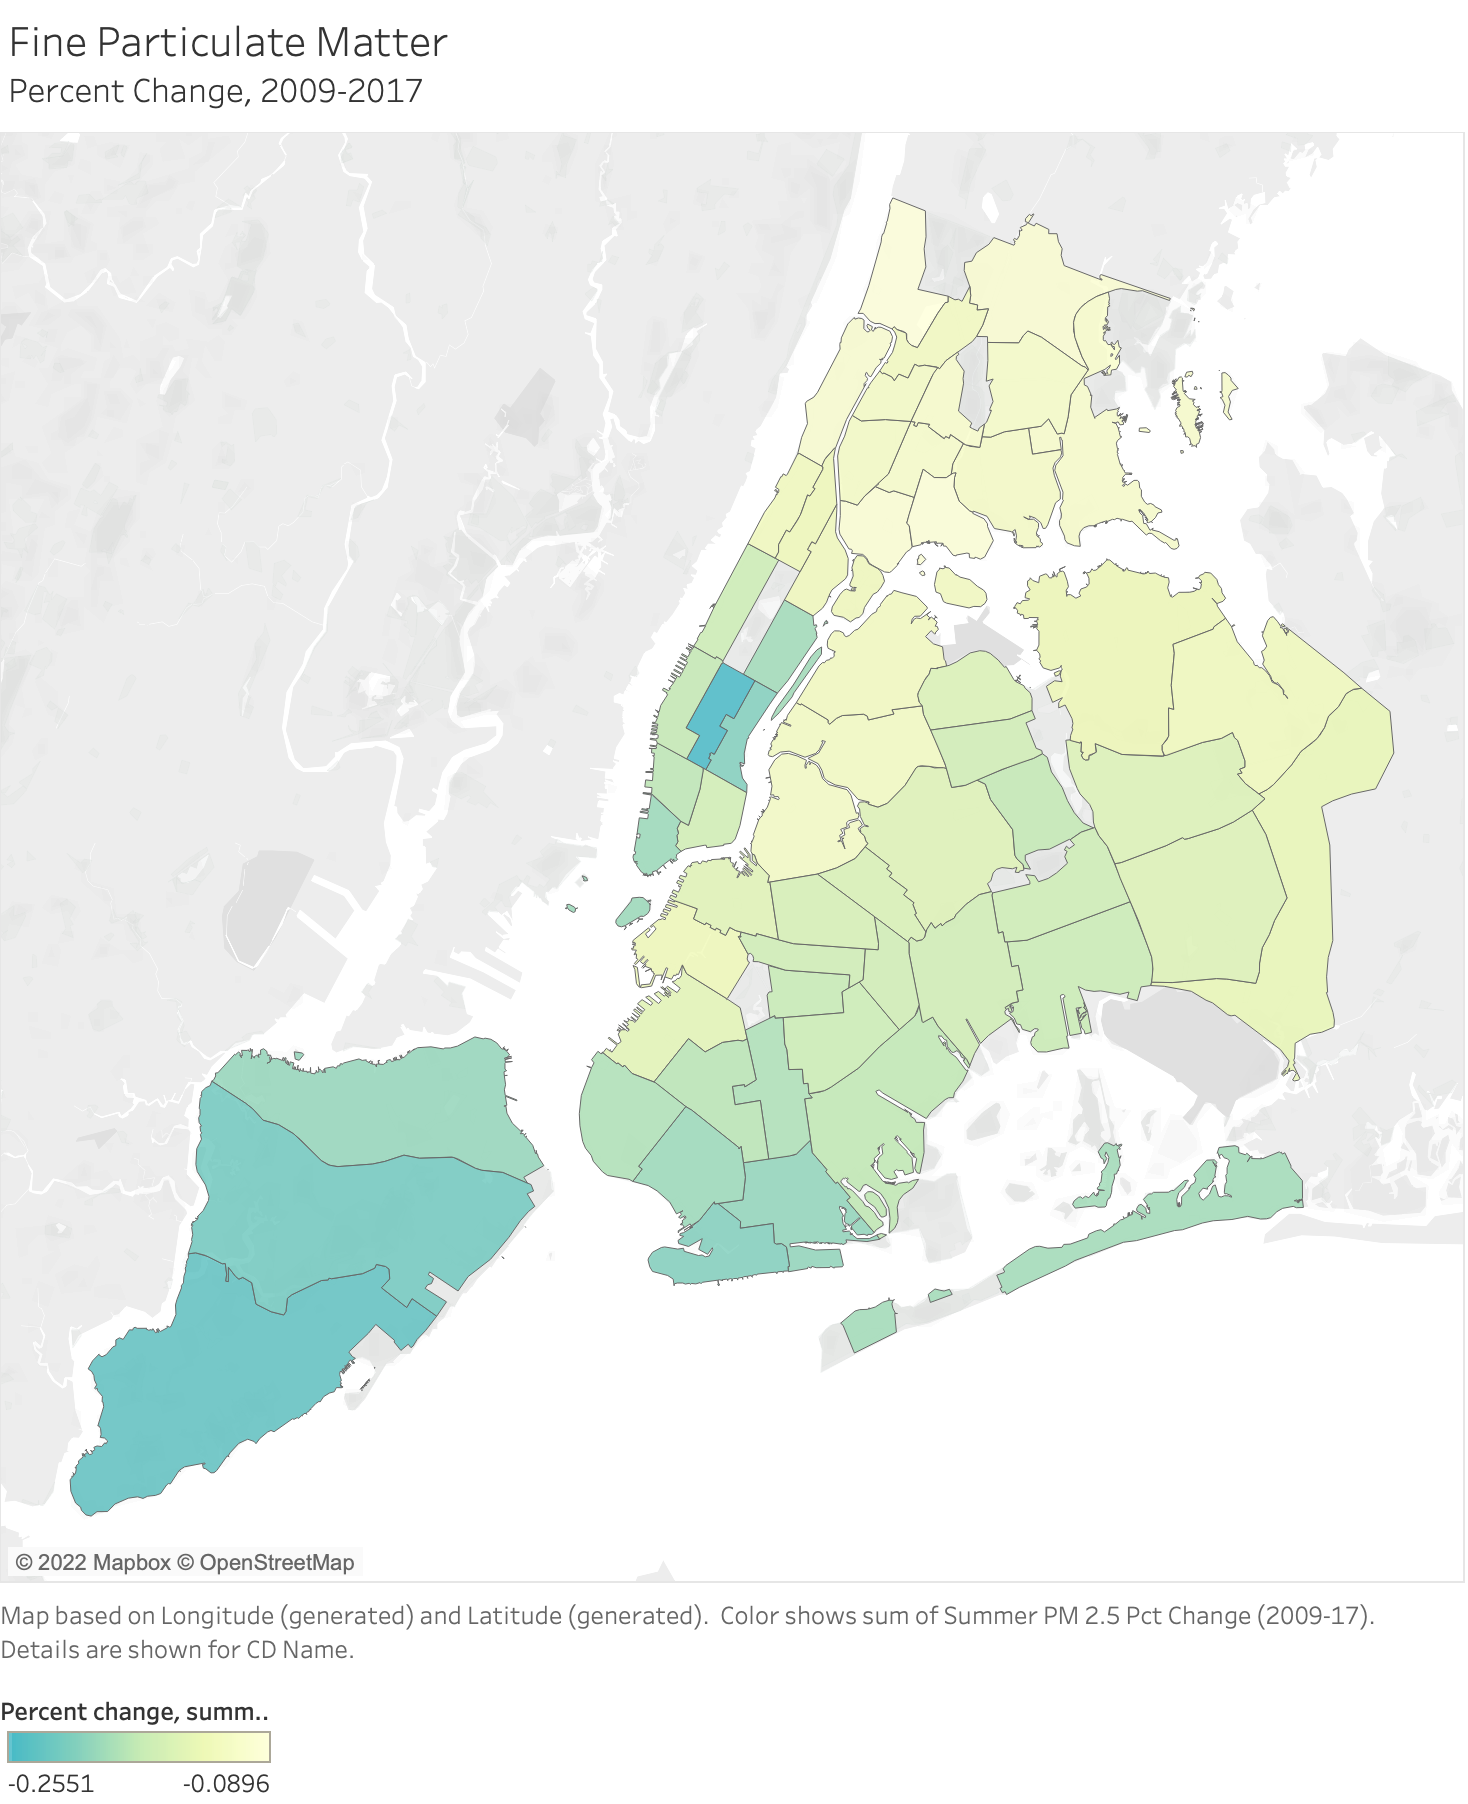 Fine Particulate Matter
Percent Change, 2009-2017
© 2022 Mapbox © OpenStreetMap
Map based on Longitude (generated) and Latitude (generated). Color shows sum of Summer PM 2.5 Pct Change (2009-17).
Details are shown for CD Name.
Percent change, summ..
-0.2551 -0.0896